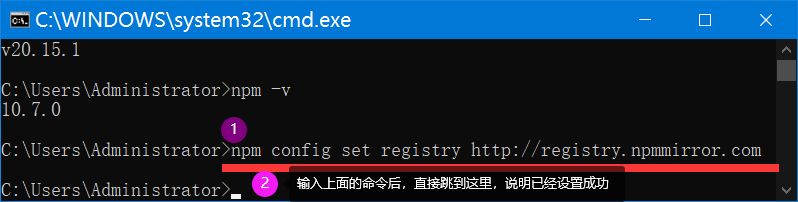 C:\WINDOWS\system32\cmd.exe
v20.15.1
C:\Users\Administrator>npm -v
10.7.0
1
C:\Users\Administrator>npm config set registry http://registry.npmmirror.com
2 输入上面的命令后，直接跳到这里，说明已经设置成功
C:\Users\Administrator>